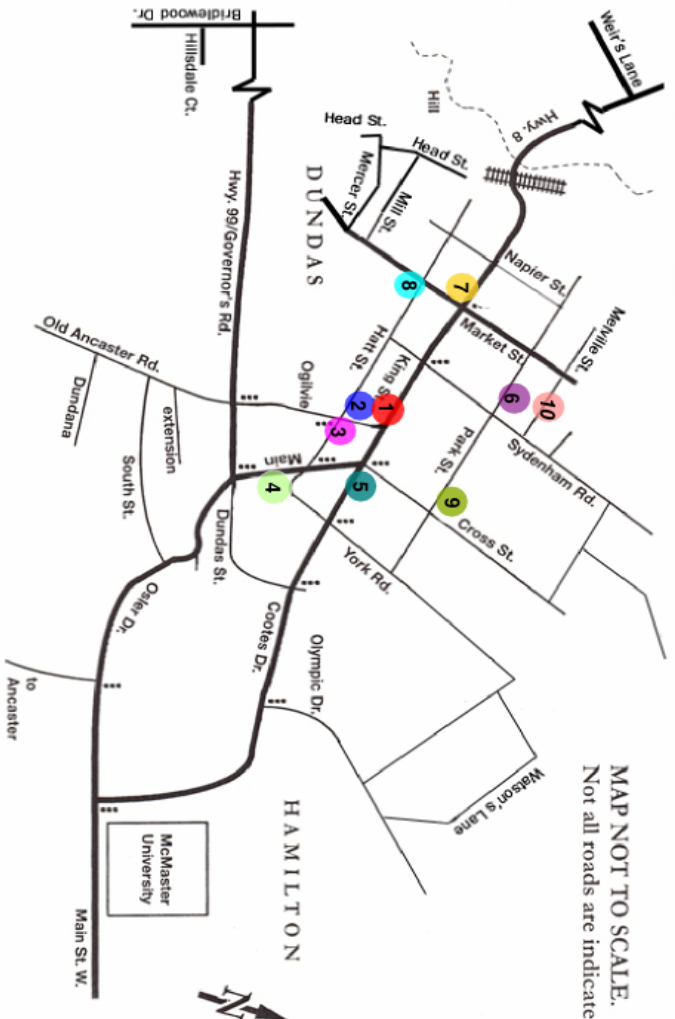 Bridlewood Dr.
Hillsdale Ct.
Weir's Lane
Hwy. 8
Hill
Head St.
Head St.
Mercer St.
Mill St.
DUNDAS
Hwy. 99/Governor's Rd.
Napier St.
8
7
Market St.
Melville St.
Hatt St.
King S
Old Ancaster Rd.
Dundana
extension
South St.
Ogilvie
2
1
3
6
10
Sydenham Rd.
Park St.
Main
4
5
9
Cross St.
Dundas St.
York Rd.
Osler Dr.
Cootes Dr.
Olympic Dr.
to
Ancaster
Watson's Lane
MAP NOT TO SCALE.
Not all roads are indicate
HAMILTON
McMaster
University
Main St. W.
N